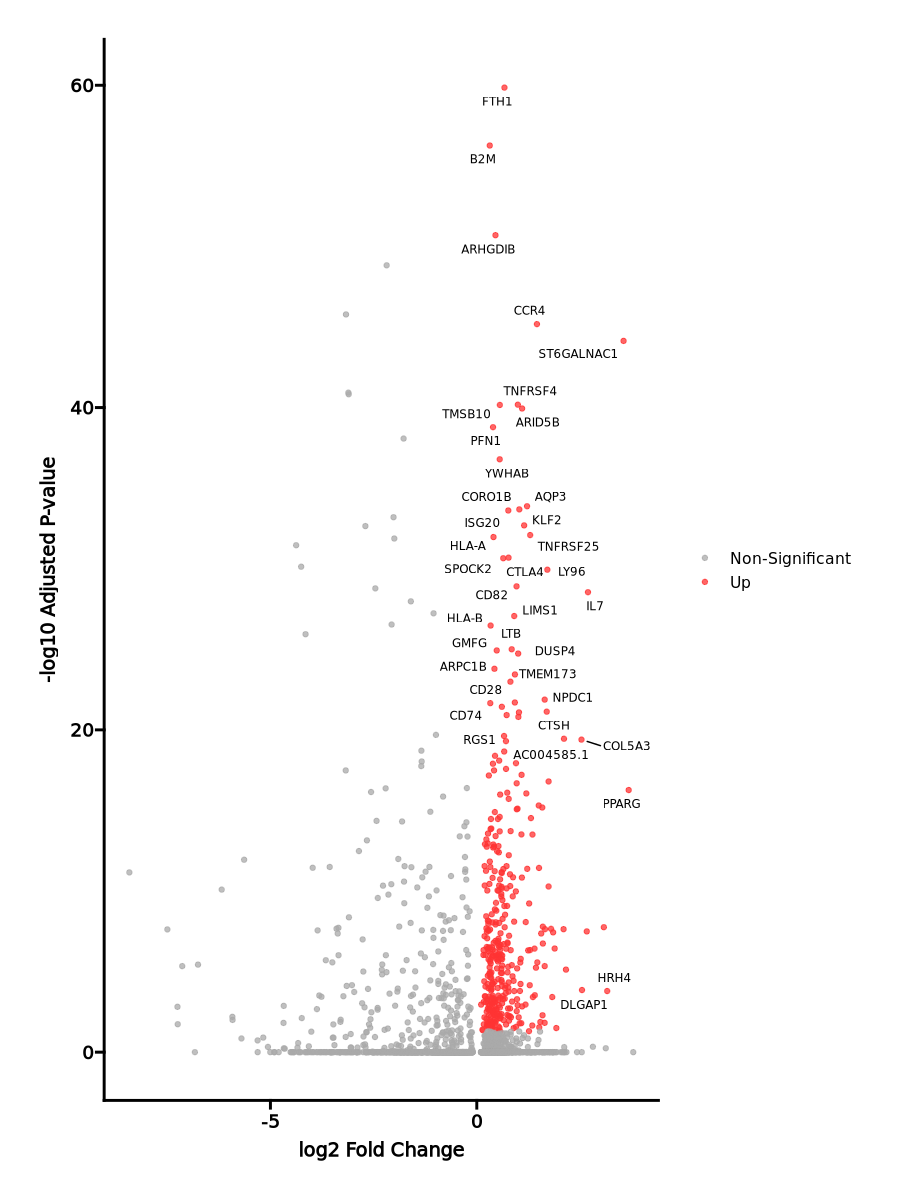 60
FTH1
B2M
ARHGDIB
CCR4
ST6GALNAC1
TNFRSF4
40
TMSB10
ARID5B
PFN1
YWHAB
CORO1B
AQP3
ISG20
KLF2
HLA-A
TNFRSF25
SPOCK2
CTLA4
LY96
CD82
IL7
HLA-B
LIMS1
LTB
GMFG
DUSP4
ARPC1B
TMEM173
CD28
NPDC1
CD74
CTSH
20
RGS1
COL5A3
AC004585.1
PPARG
HRH4
DLGAP1
0
-5
0
log2 Fold Change
-log10 Adjusted P-value
Non-Significant
Up